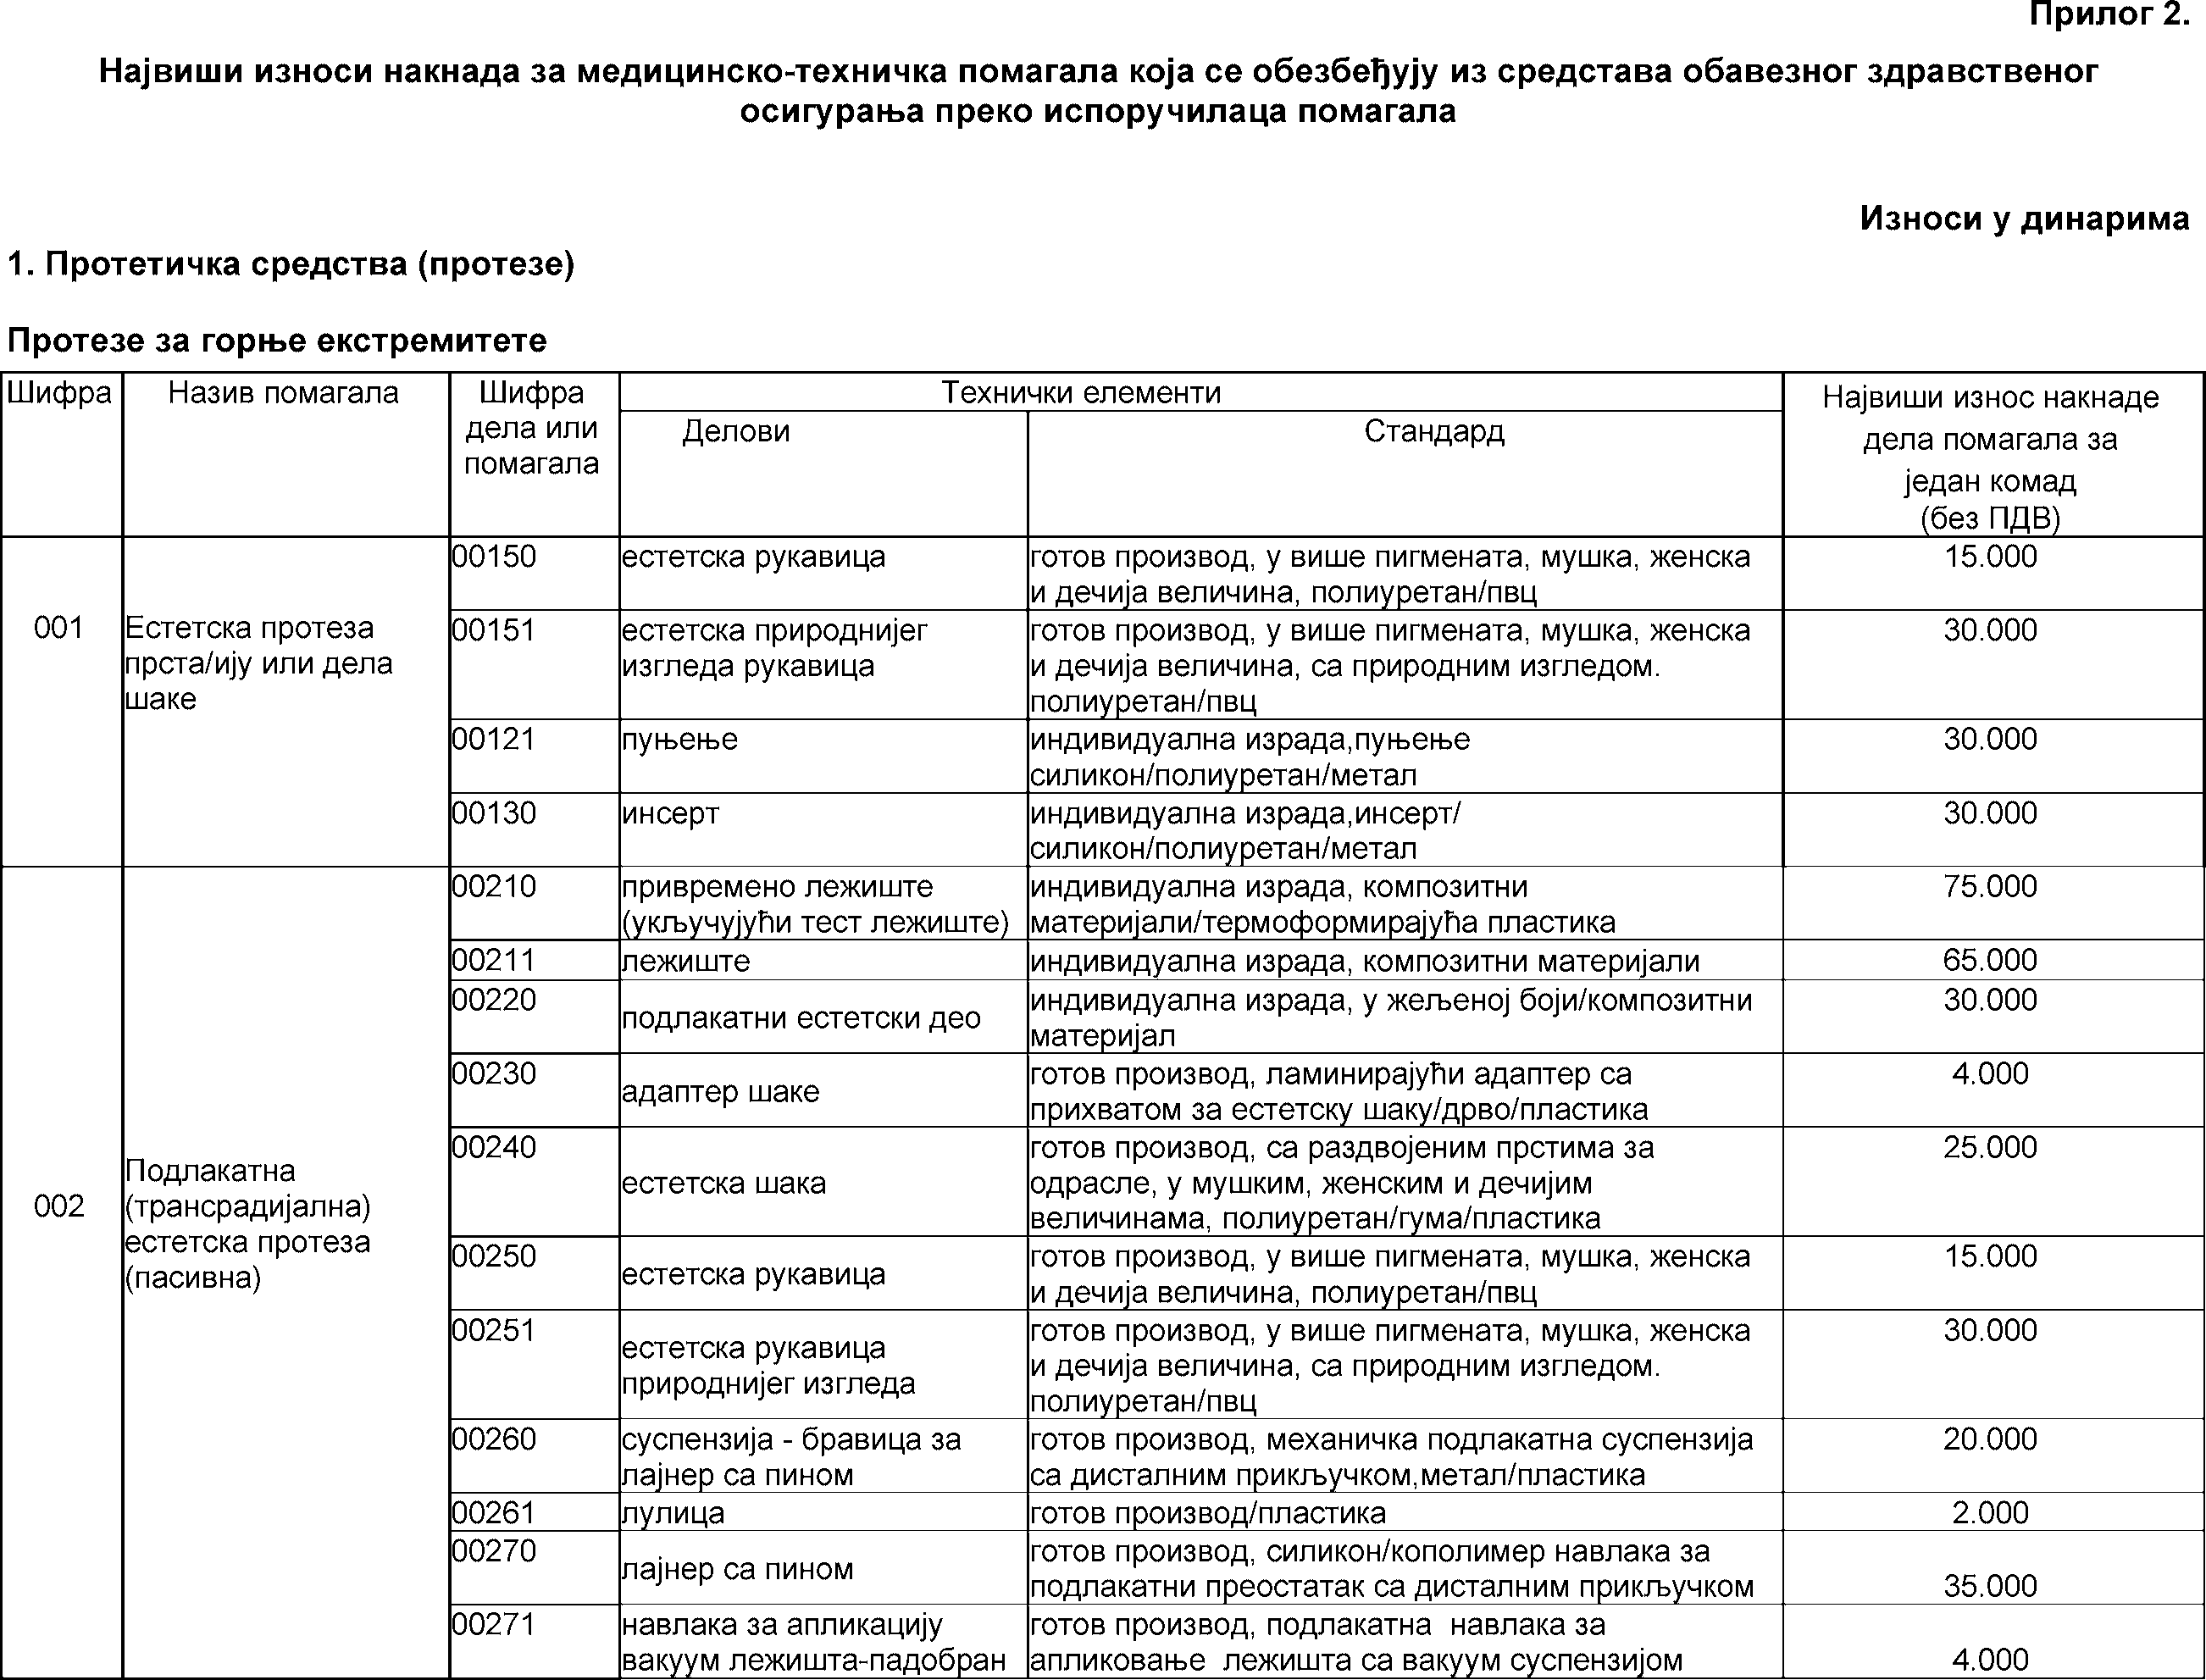 Прилог 2.
Највиши износи накнада за медицинско-техничка помагала која се обезбеђују из средстава обавезног здравственог
осигурања преко испоручилаца помагала
Износи у динарима
1. Протетичка средства (протезе)
Протезе за горње екстремитете
Шифра
Назив помагала
Шифра
дела или
помагала
Технички елементи
Делови
Стандард
Највиши износ накнаде
дела помагала за
један комад
(без ПДВ)
001
Естетска протеза
прста/ију или дела
шаке
00150
естетска рукавица
готов производ, у више пигмената, мушка, женска
и дечија величина, полиуретан/пвц
15.000
00151
естетска природнијег
изгледа рукавица
готов производ, у више пигмената, мушка, женска
и дечија величина, са природним изгледом.
полиуретан/пвц
30.000
00121
пуњење
индивидуална израда,пуњење
силикон/полиуретан/метал
30.000
00130
инсерт
индивидуална израда,инсерт/
силикон/полиуретан/метал
30.000
002
Подлакатна
(трансрадијална)
естетска протеза
(пасивна)
00210
привремено лежиште
(укључујући тест лежиште)
индивидуална израда, композитни
материјали/термоформирајућа пластика
75.000
00211
лежиште
индивидуална израда, композитни материјали
65.000
00220
подлакатни естетски део
индивидуална израда, у жељеној боји/композитни
материјал
30.000
00230
адаптер шаке
готов производ, ламинирајући адаптер са
прихватом за естетску шаку/дрво/пластика
4.000
00240
естетска шака
готов производ, са раздвојеним прстима за
одрасле, у мушким, женским и дечијим
величинама, полиуретан/гума/пластика
25.000
00250
естетска рукавица
готов производ, у више пигмената, мушка, женска
и дечија величина, полиуретан/пвц
15.000
00251
естетска рукавица
природнијег изгледа
готов производ, у више пигмената, мушка, женска
и дечија величина, са природним изгледом.
полиуретан/пвц
30.000
00260
суспензија - бравица за
лајнер са пином
готов производ, механичка подлакатна суспензија
са дисталним прикључком,метал/пластика
20.000
00261
лулица
готов производ/пластика
2.000
00270
лајнер са пином
готов производ, силикон/кополимер навлака за
подлакатни преостатак са дисталним прикључком
35.000
00271
навлака за апликацију
вакуум лежишта-падобран
готов производ, подлакатна  навлака за
апликовање  лежишта са вакуум суспензијом
4.000